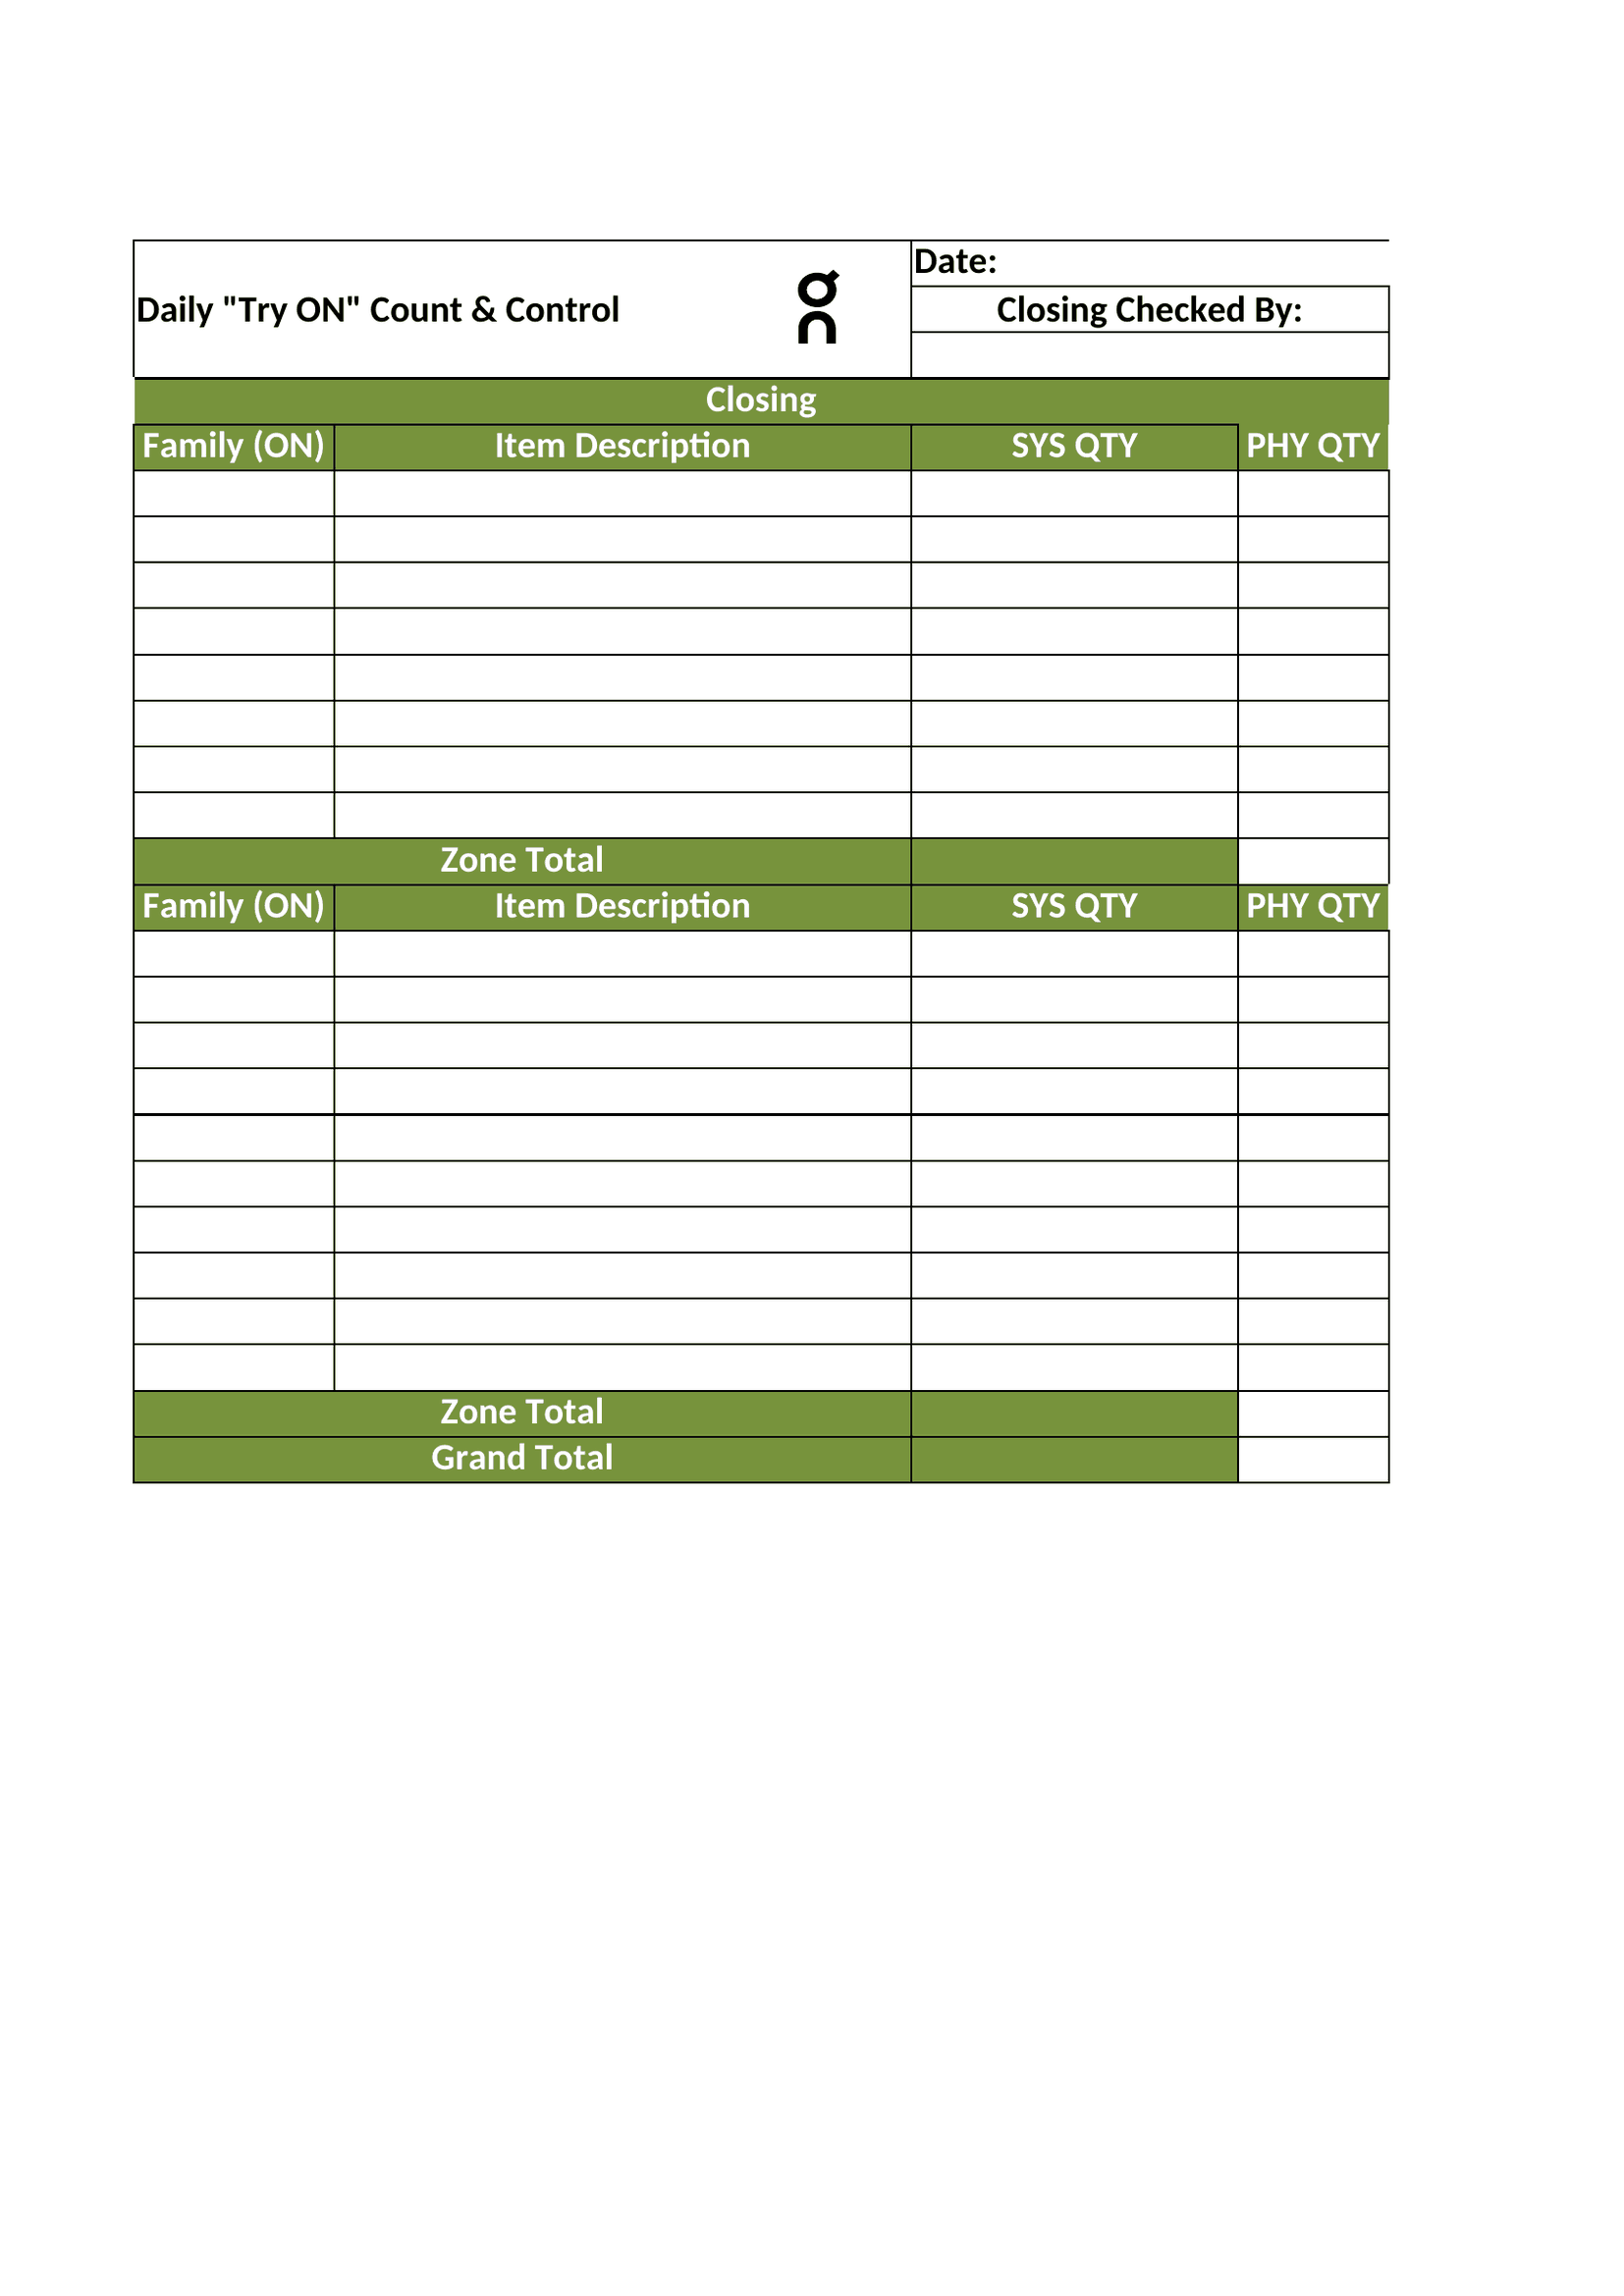 Date:
Daily "Try ON" Count & Control
Closing Checked By:
Closing
Family (ON) Item Description SYS QTY PHY QTY
Zone Total
Family (ON) Item Description SYS QTY PHY QTY
Zone Total
Grand Total